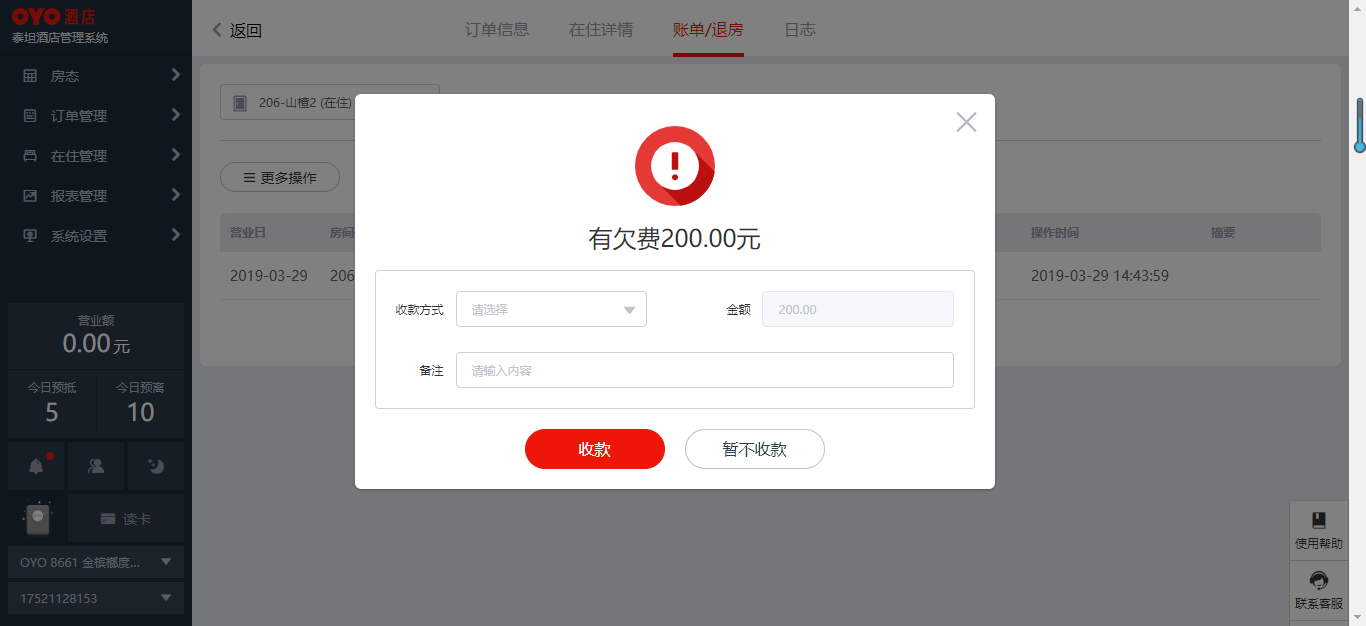 OYO 酒店
泰坦酒店管理系统
房态
订单管理
在住管理
报表管理
系统设置
营业额
0.00元
今日预抵
今日预离
5
10
读卡
OYO 8661 金槟榔度...
17521128153
返回
订单信息
在住详情
账单/退房
日志
206-山楂2 (在住)
更多操作
营业日
房间
操作时间
摘要
2019-03-29
206
2019-03-29 14:43:59
有欠费200.00元
收款方式
请选择
金额
200.00
备注
请输入内容
收款
暂不收款
使用帮助
联系客服